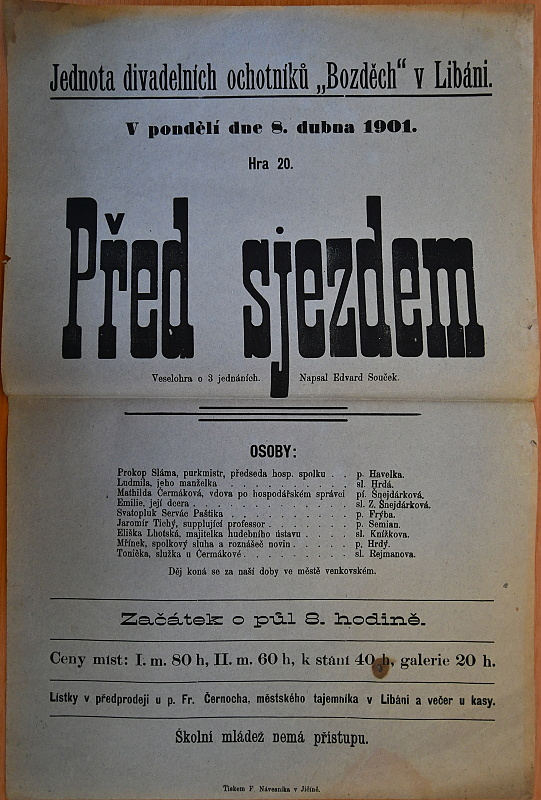 Jednota divadelních ochotníků „Bozděch“ v Libáni.
V pondělí dne 8. dubna 1901.
Hra 20.
Před sjezdem
Veselohra o 3 jednáních. Napsal Edvard Souček.
OSOBY:
Prokop Sláma, purkmistr, předseda hosp. spolku . . p. Havelka.
Ludmila, jeho manželka . . . . . . . . . . sl. Hrdá.
Mathilda Čermáková, vdova po hospodářském správci pí. Šnejdárková.
Emilie, její dcera . . . . . . . . . . . . sl. Z. Šnejdárková.
Svatopluk Servác Paštika . . . . . . . . . p. Frýba.
Jaromír Tichý, supplující professor . . . . . . p. Semian.
Eliška Lhotská, majitelka hudebního ústavu . . . sl. Knížkova.
Mřínek, spolkový sluha a roznášeč novin . . . . p. Hrdý.
Tonička, služka u Čermákové . . . . . . . . sl. Rejmanova.
Děj koná se za naší doby ve městě venkovském.
Začátek o půl 8. hodině.
Ceny míst: I. m. 80 h, II. m. 60 h, k stání 40 h, galerie 20 h.
Lístky v předprodeji u p. Fr. Černocha, městského tajemníka v Libáni a večer u kasy.
Školní mládež nemá přístupu.
Tiskem F. Návesníka v Jičíně.